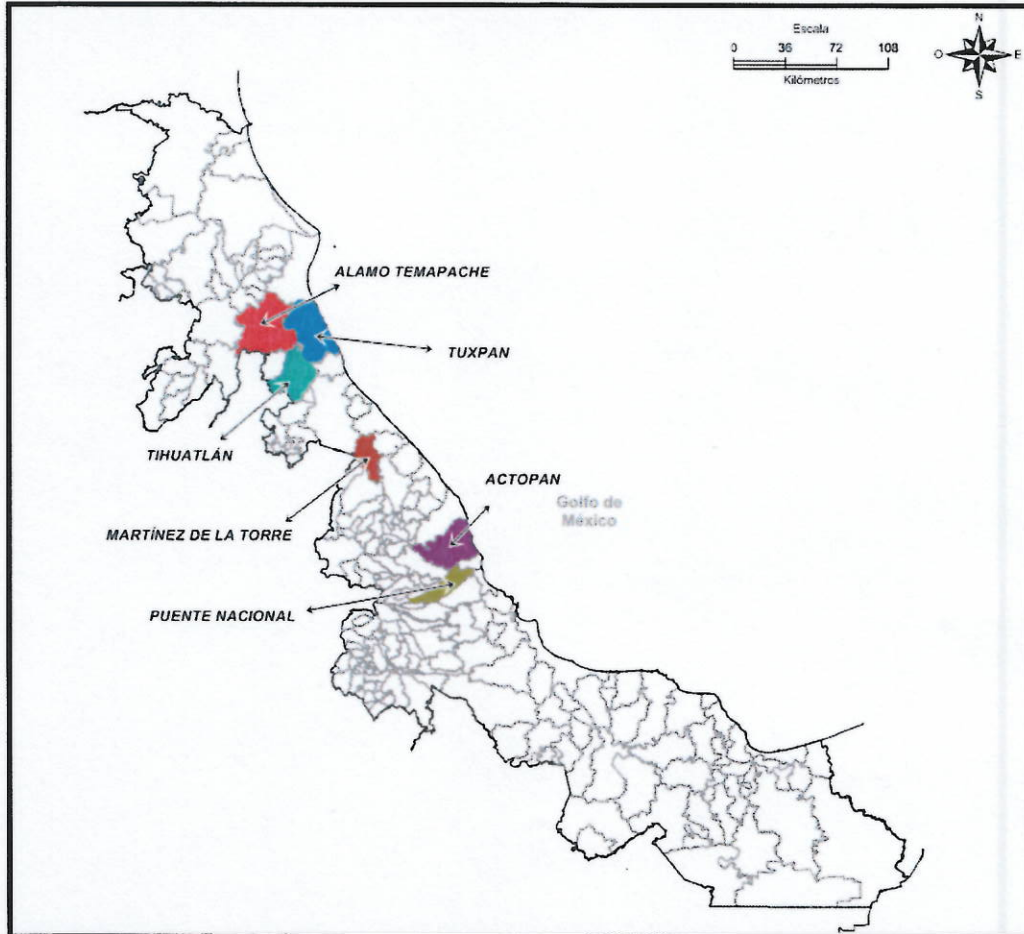 Escala
0 36 72 108
Kilómetros
N
O E
S
ALAMO TEMAPACHE
TUXPAN
TIHUATLÁN
ACTOPAN
Golfo de
México
MARTÍNEZ DE LA TORRE
PUENTE NACIONAL